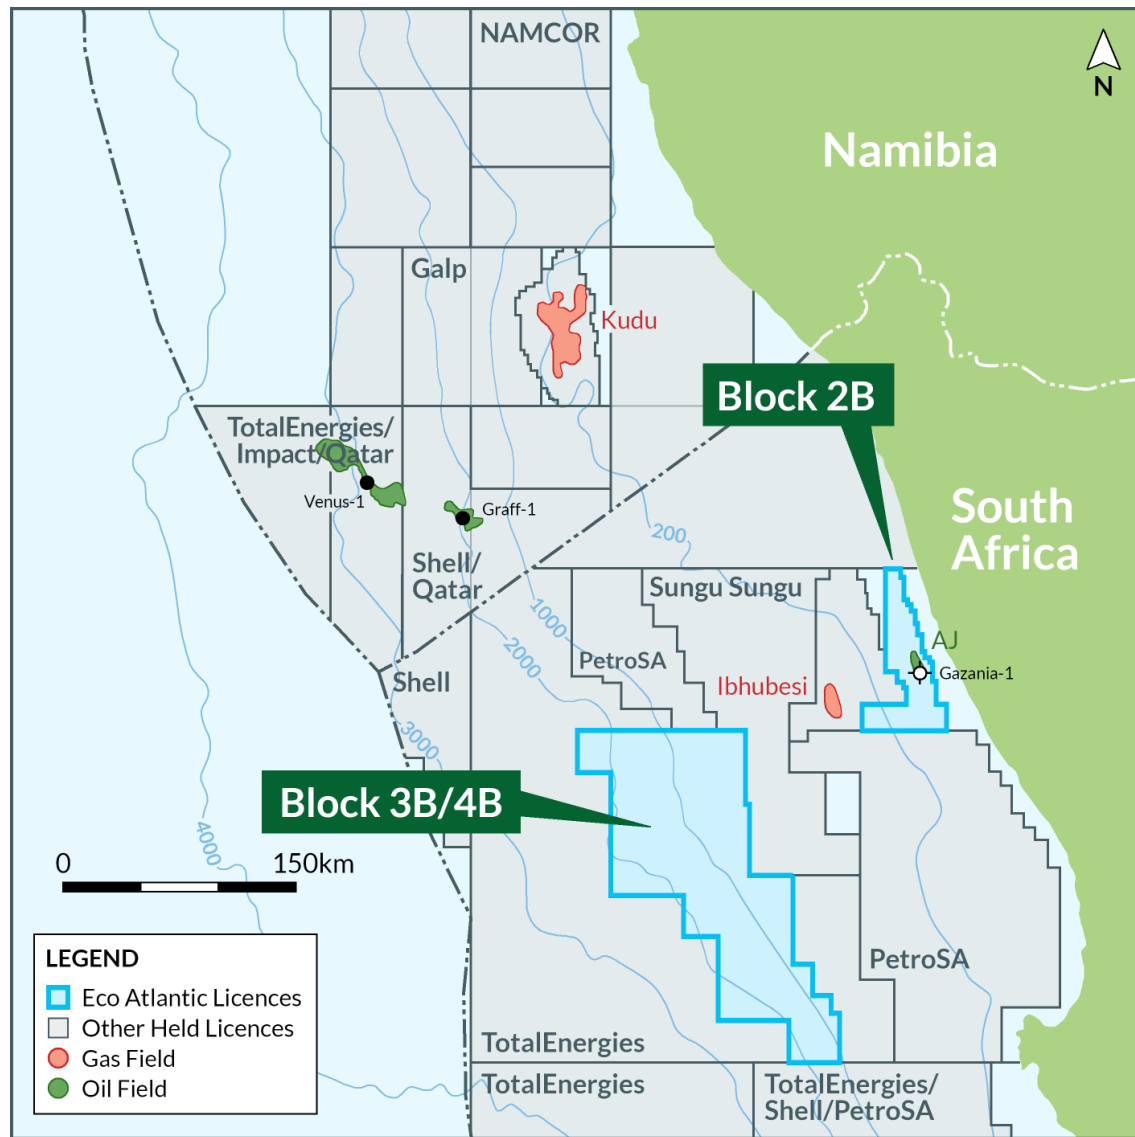 NAMCOR
N
Namibia
Galp
Kudu
Block 2B
TotalEnergies/
Impact/Qatar
Venus-1
Graff-1
South
Africa
200
Shell/
Qatar
Sungu Sungu
1000
2000
PetroSA
AJ
Shell
Ibhubesi
Gazania-1
3000
Block 3B/4B
4000
0
150km
LEGEND
Eco Atlantic Licences
Other Held Licences
Gas Field
Oil Field
PetroSA
TotalEnergies
TotalEnergies
TotalEnergies/
Shell/PetroSA